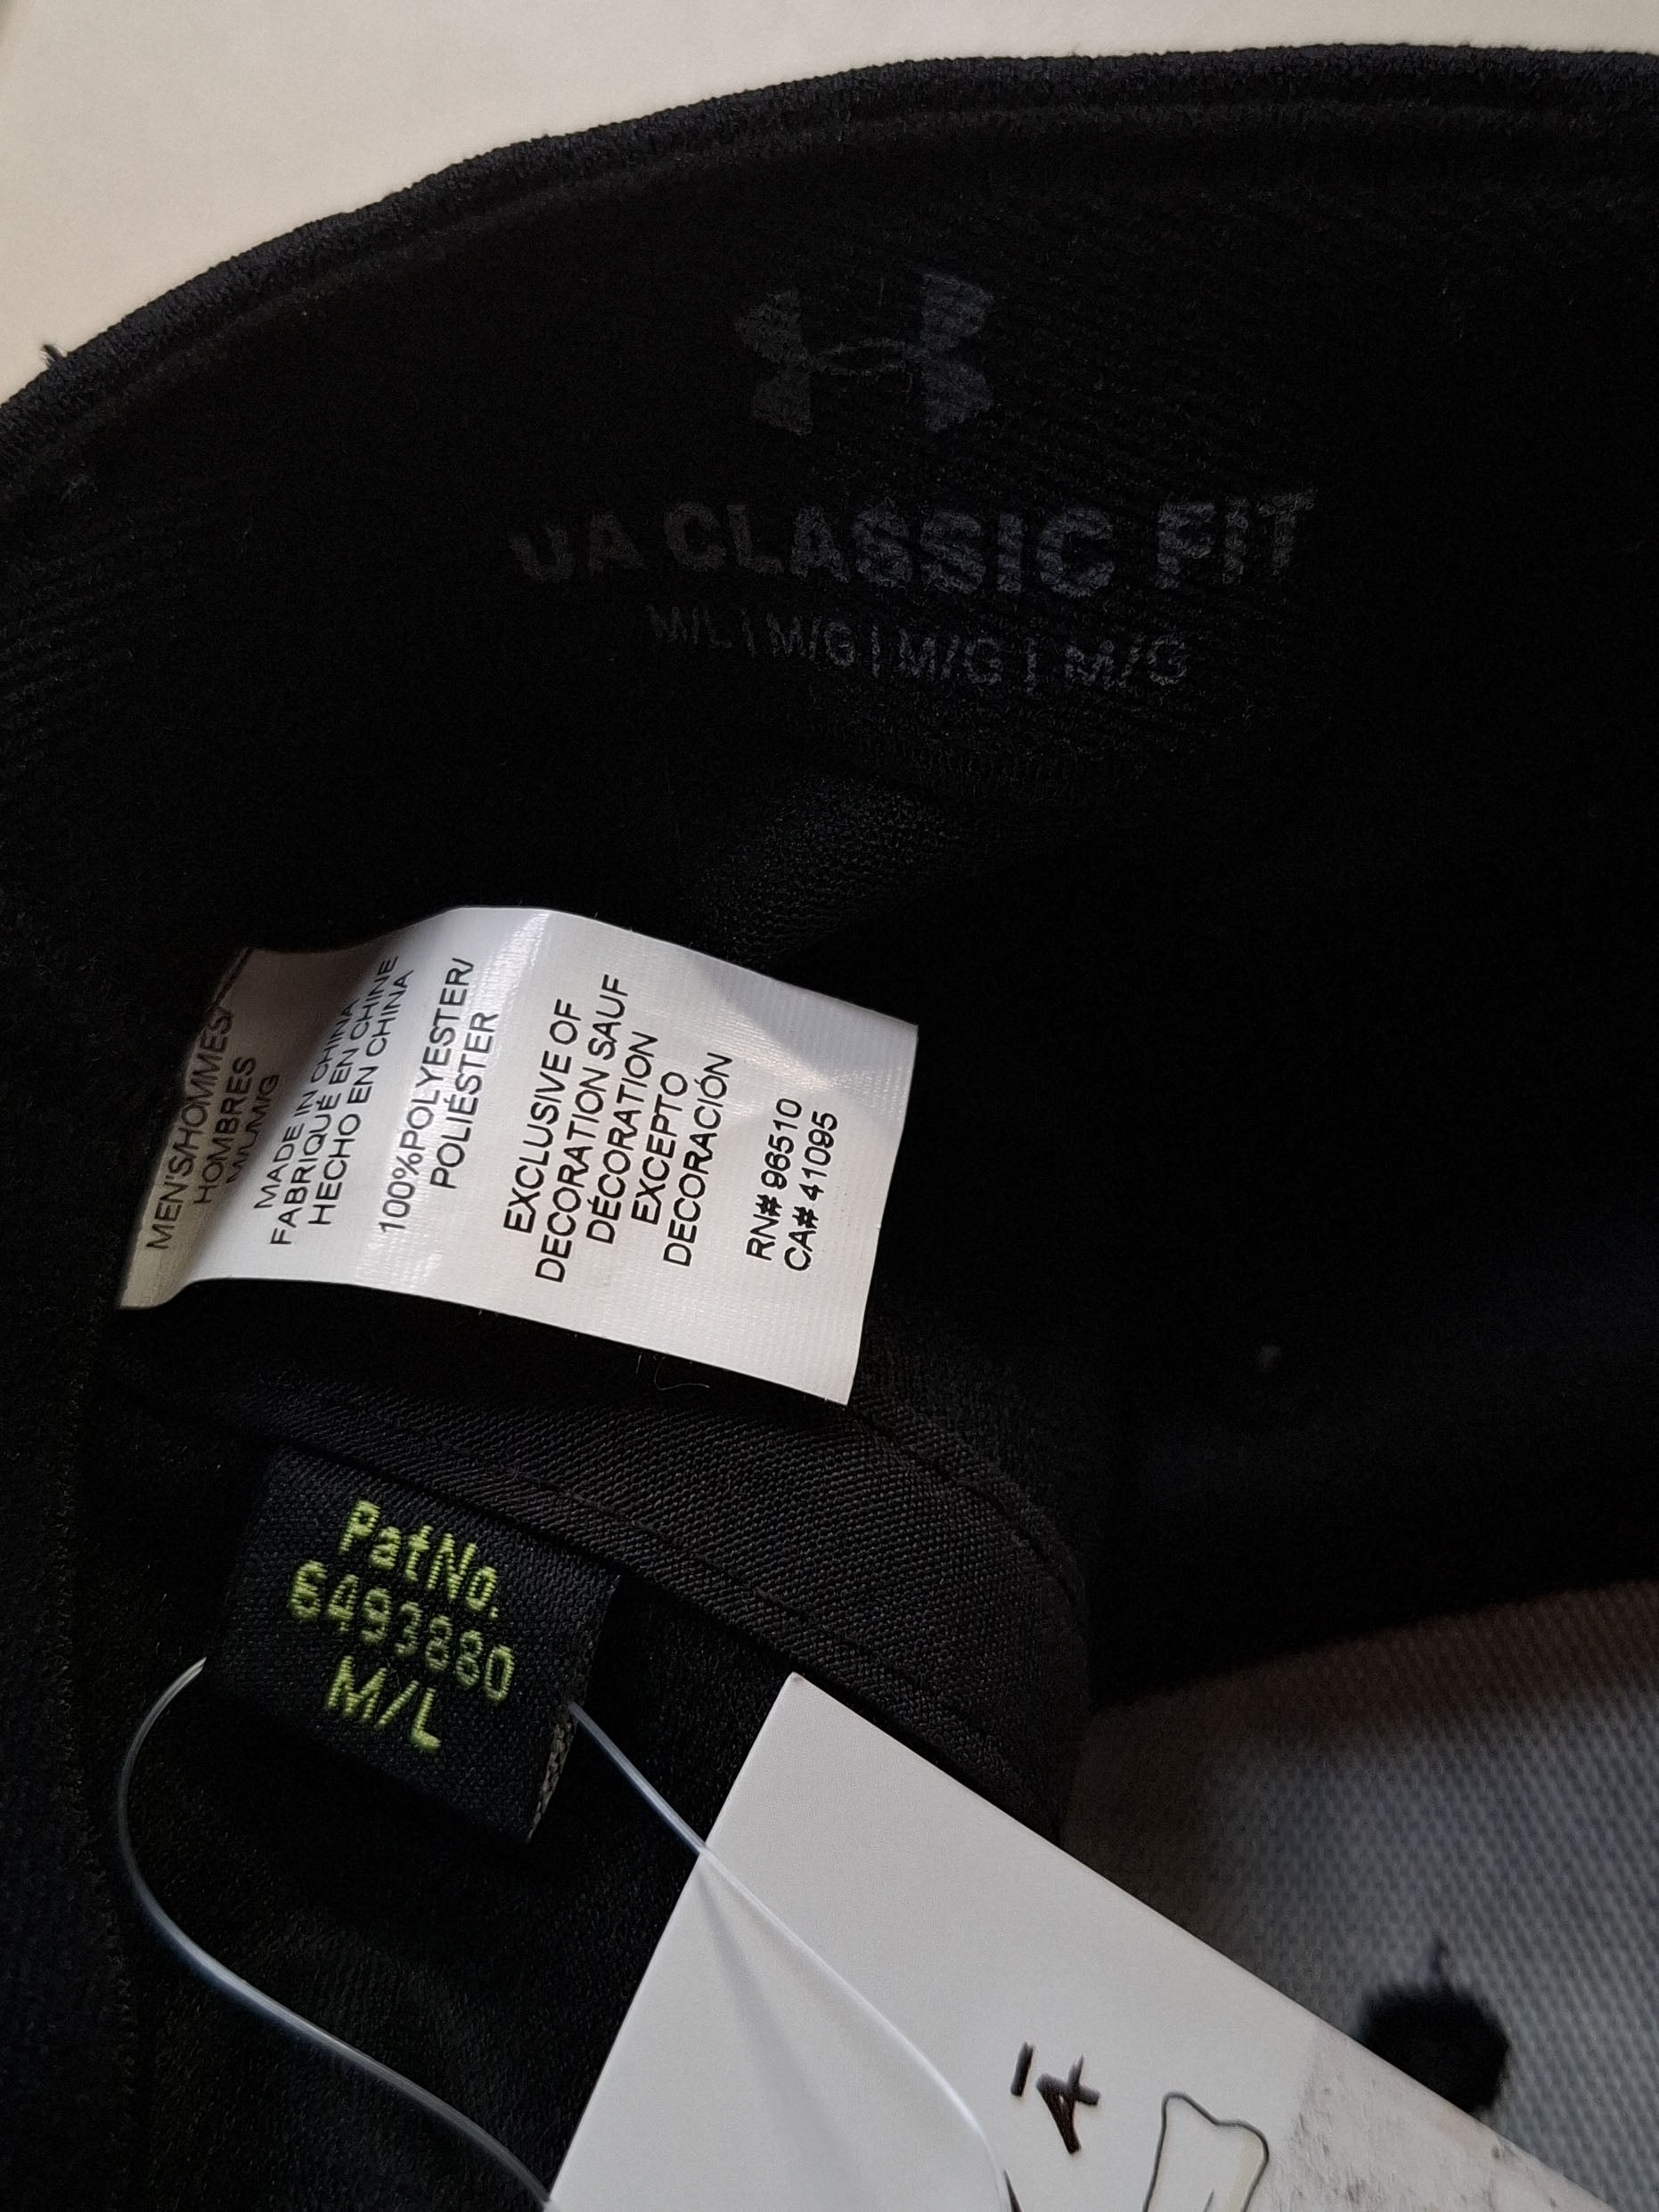 UA CLASSIC FIT
M/L | M/G | M/G | M/G
MEN'S/HOMMES/
HOMBRES
MADE IN CHINA
FABRIQUÉ EN CHINE
HECHO EN CHINA
100%POLYESTER/
POLIÉSTER
EXCLUSIVE OF
DECORATION SAUF
DÉCORATION
EXCEPTO
DECORACIÓN
RN# 96510
CA# 41095
PatNo.
6493880
M/L